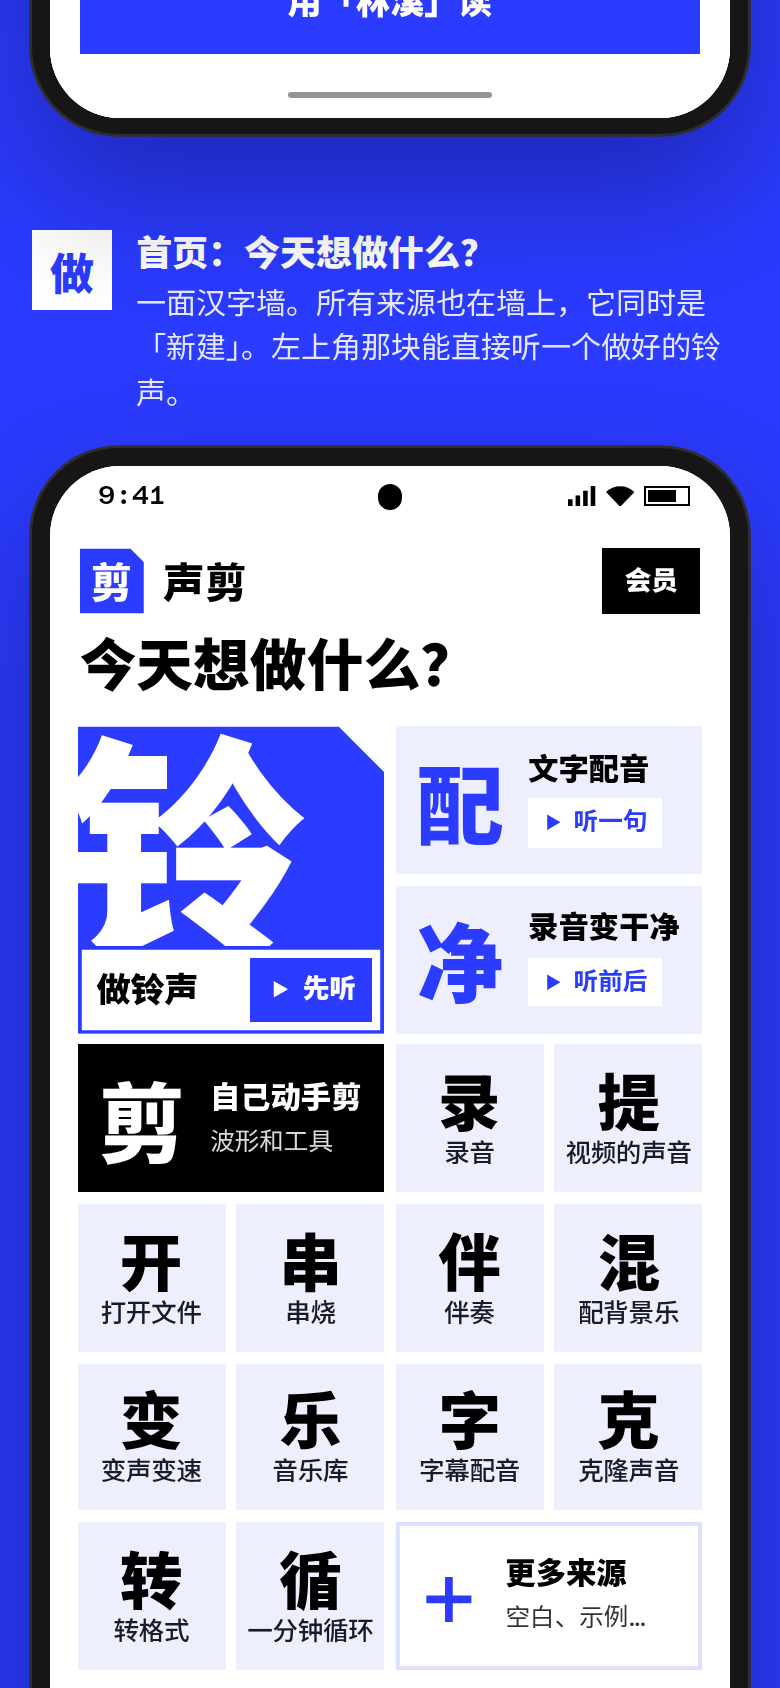 用「林溪」读
做
首页：今天想做什么？
一面汉字墙。所有来源也在墙上，它同时是
「新建」。左上角那块能直接听一个做好的铃
声。
9:41
剪 声剪
会员
今天想做什么？
铃
做铃声
先听
配
文字配音
听一句
净
录音变干净
听前后
剪
自己动手剪
波形和工具
录
录音
提
视频的声音
开
打开文件
串
串烧
伴
伴奏
混
配背景乐
变
变声变速
乐
音乐库
字
字幕配音
克
克隆声音
转
转格式
循
一分钟循环
+
更多来源
空白、示例…